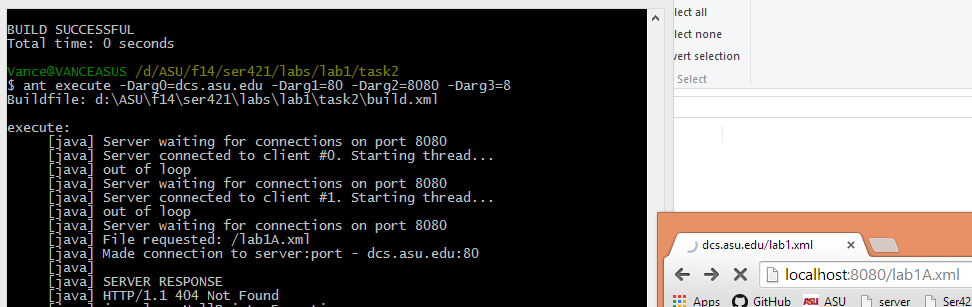 BUILD SUCCESSFUL
Total time: 0 seconds
Vance@VANCEASUS /d/ASU/f14/ser421/labs/lab1/task2
$ ant execute -Darg0=dcs.asu.edu -Darg1=80 -Darg2=8080 -Darg3=8
Buildfile: d:\ASU\f14\ser421\labs\lab1\task2\build.xml
execute:
[java] Server waiting for connections on port 8080
[java] Server connected to client #0. Starting thread...
[java] out of loop
[java] Server waiting for connections on port 8080
[java] Server connected to client #1. Starting thread...
[java] out of loop
[java] Server waiting for connections on port 8080
[java] File requested: /lab1A.xml
[java] Made connection to server:port - dcs.asu.edu:80
[java]
[java] SERVER RESPONSE
[java] HTTP/1.1 404 Not Found
lect all
lect none
vert selection
Select
dcs.asu.edu/lab1.xml
localhost:8080/lab1A.xml
Apps GitHub ASU ASU server Ser42